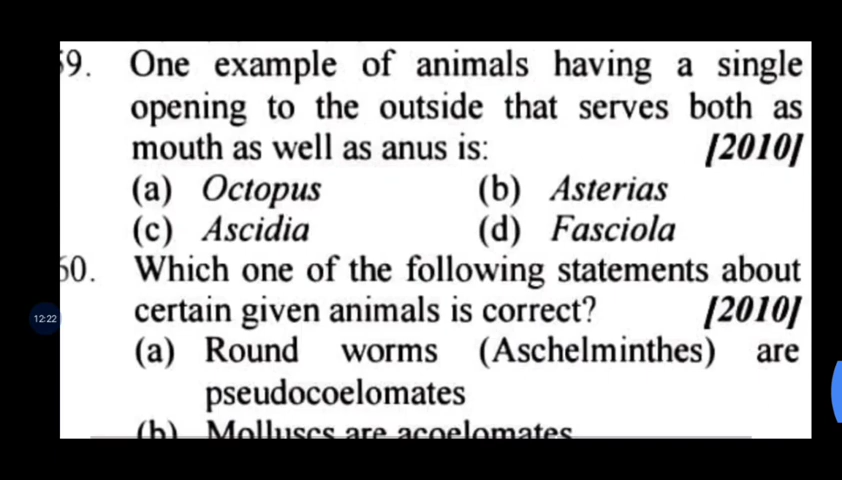 59. One example of animals having a single
opening to the outside that serves both as
mouth as well as anus is: [2010]
(a) Octopus (b) Asterias
(c) Ascidia (d) Fasciola
60. Which one of the following statements about
certain given animals is correct? [2010]
12:22
(a) Round worms (Aschelminthes) are
pseudocoelomates
(b) Molluscs are acoelomates